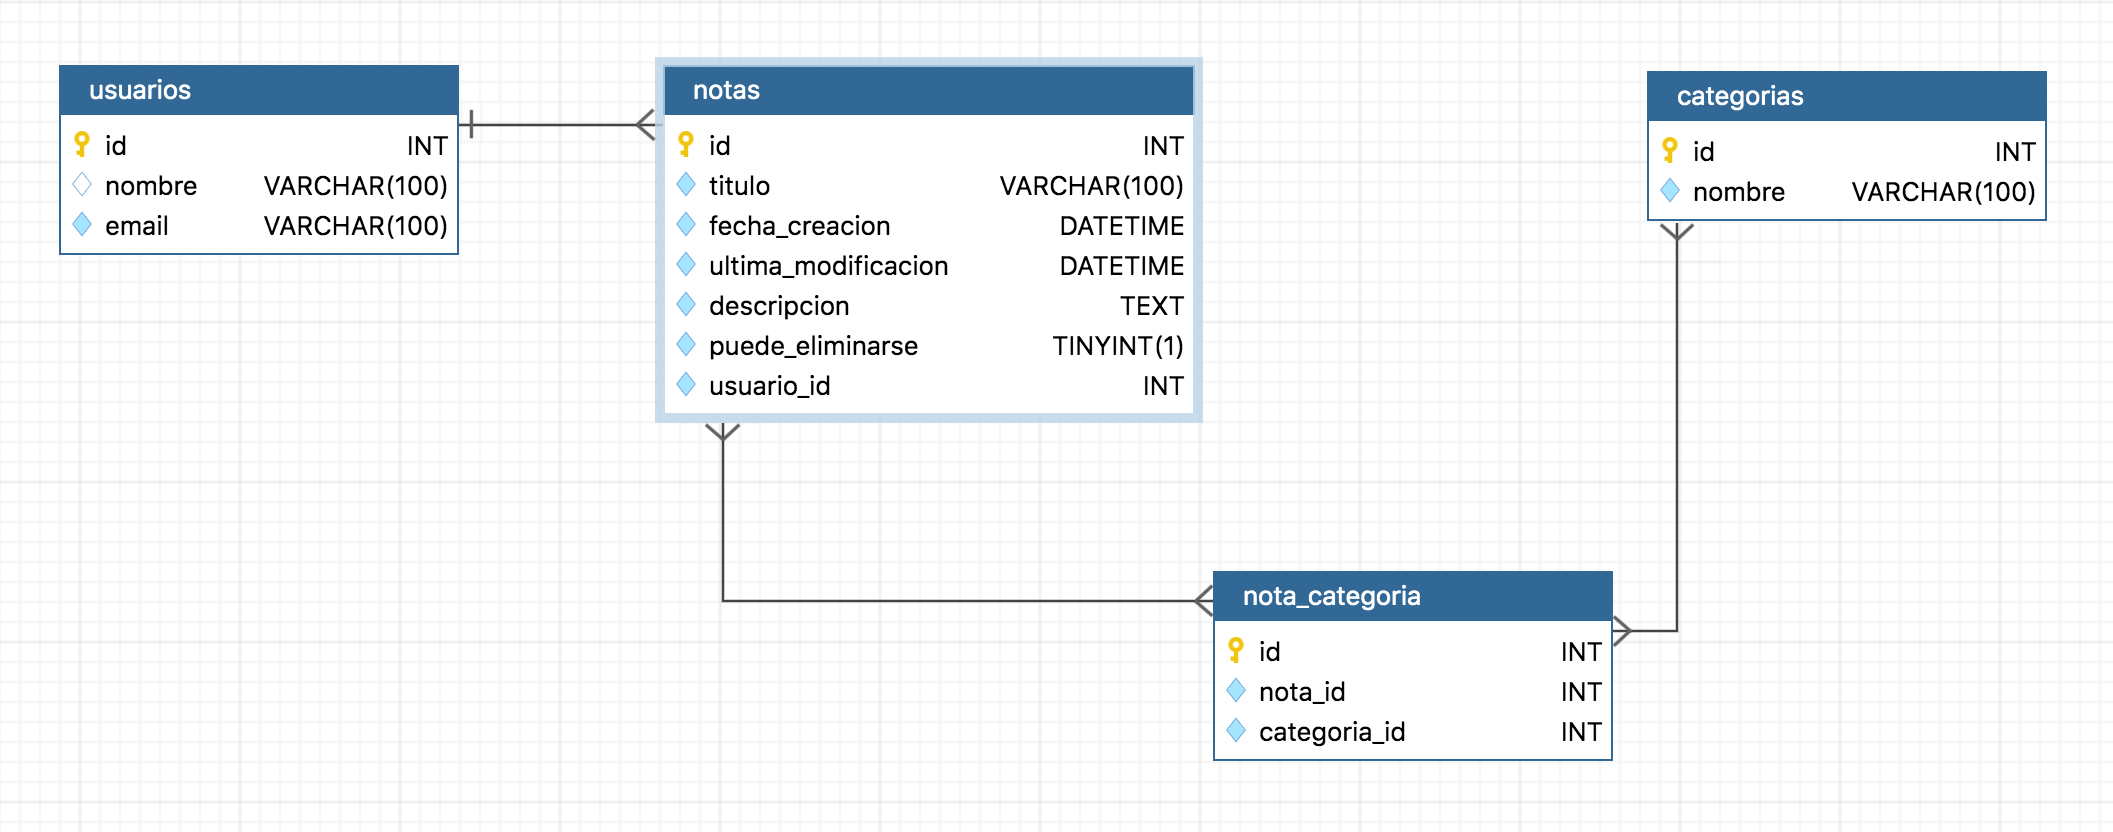 usuarios
id INT
nombre VARCHAR(100)
email VARCHAR(100)
notas
id INT
titulo VARCHAR(100)
fecha_creacion DATETIME
ultima_modificacion DATETIME
descripcion TEXT
puede_eliminarse TINYINT(1)
usuario_id INT
categorias
id INT
nombre VARCHAR(100)
nota_categoria
id INT
nota_id INT
categoria_id INT